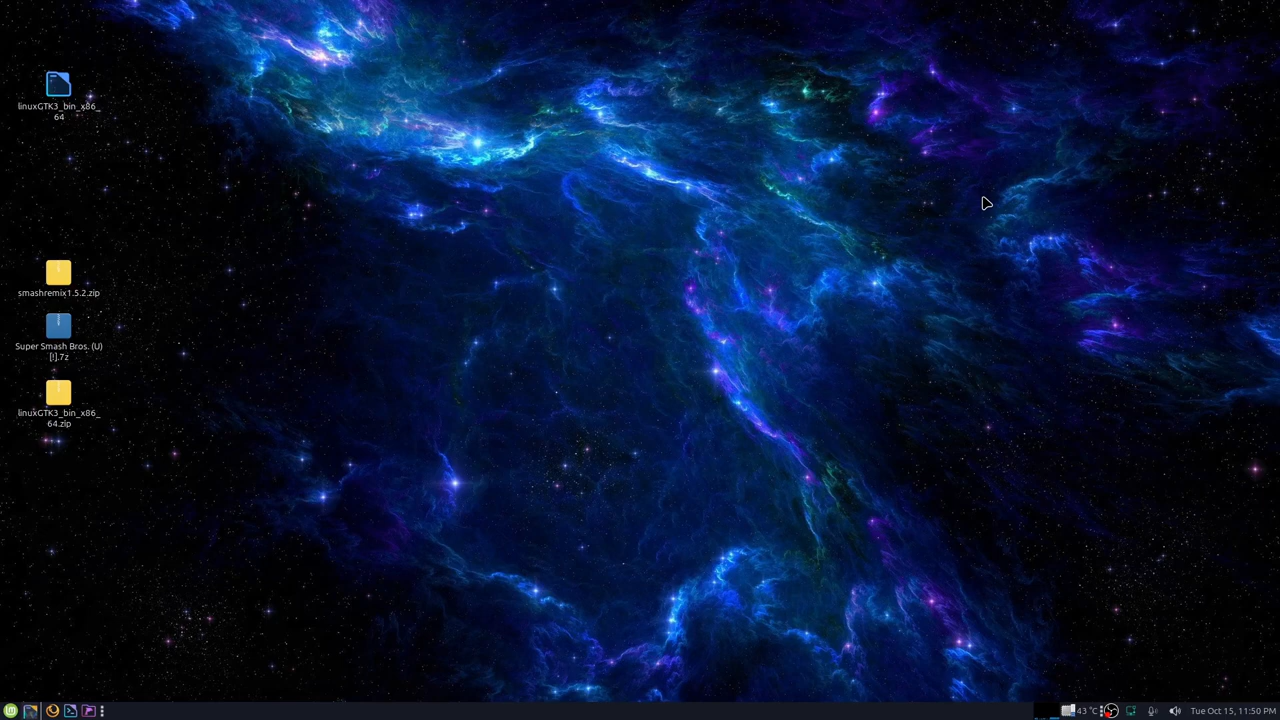 linuxGTK3_bin_x86_
64
smashremix1.5.2.zip
Super Smash Bros. (U)
[!].7z
linuxGTK3_bin_x86_
64.zip
43 °C
Tue Oct 15, 11:50 PM